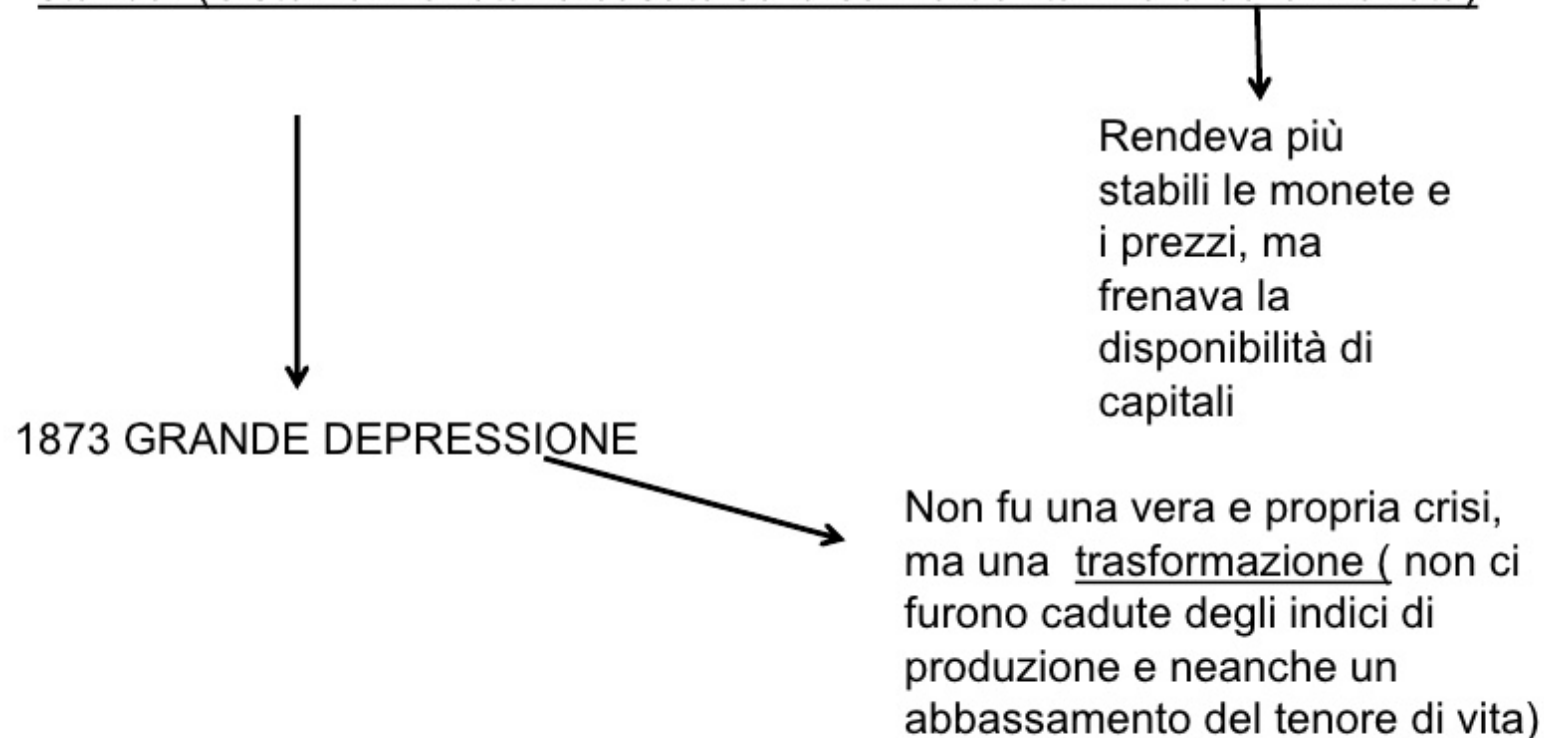 Rendeva più
stabili le monete e
i prezzi, ma
frenava la
disponibilità di
capitali
1873 GRANDE DEPRESSIONE
Non fu una vera e propria crisi,
ma una trasformazione ( non ci
furono cadute degli indici di
produzione e neanche un
abbassamento del tenore di vita)